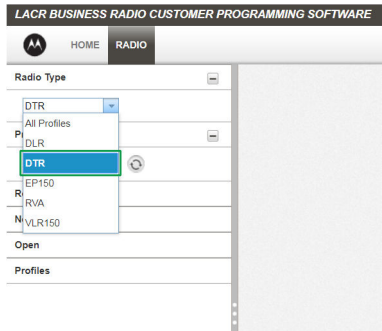 LACR BUSINESS RADIO CUSTOMER PROGRAMMING SOFTWARE
HOME RADIO
Radio Type
DTR
All Profiles
DLR
DTR
EP150
RVA
VLR150
Open
Profiles